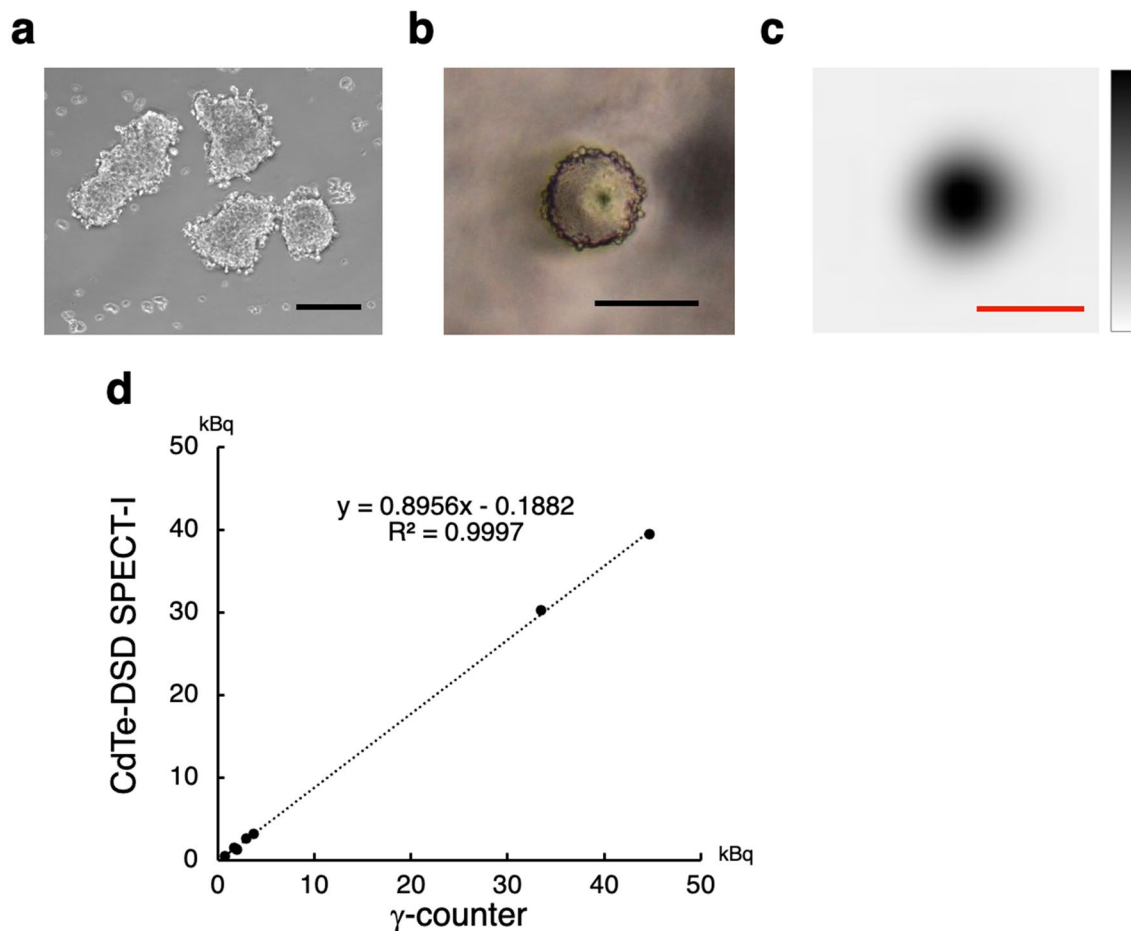 a
b
c
d
kBq
50
40
30
20
10
0
CdTe-DSD SPECT-I
y = 0.8956x - 0.1882
R² = 0.9997
0 10 20 30 40 50
kBq
γ-counter